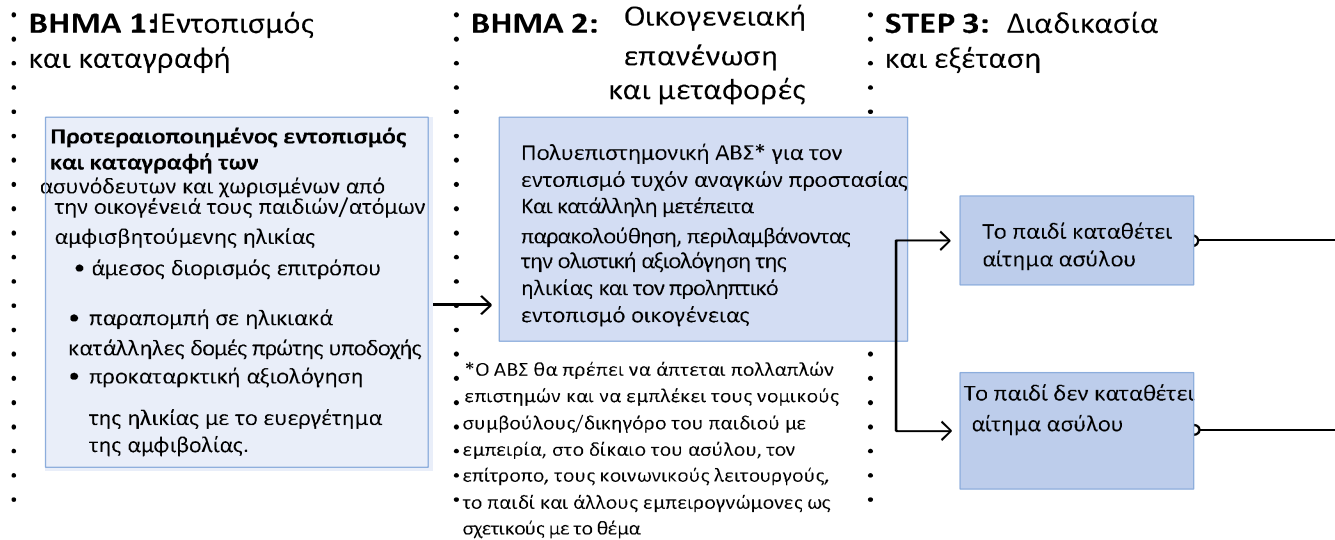 ΒΗΜΑ 1: Εντοπισμός
και καταγραφή
Προτεραιοποιημένος εντοπισμός
και καταγραφή των
ασυνόδευτων και χωρισμένων από
την οικογένειά τους παιδιών/ατόμων
αμφισβητούμενης ηλικίας
• άμεσος διορισμός επιτρόπου
• παραπομπή σε ηλικιακά
κατάλληλες δομές πρώτης υποδοχής
• προκαταρκτική αξιολόγηση
της ηλικίας με το ευεργέτημα
της αμφιβολίας.
ΒΗΜΑ 2: Οικογενειακή
επανένωση
και μεταφορές
Πολυεπιστημονική ΑΒΣ* για τον
εντοπισμό τυχόν αναγκών προστασίας
Και κατάλληλη μετέπειτα
παρακολούθηση, περιλαμβάνοντας
την ολιστική αξιολόγηση της
ηλικίας και τον προληπτικό
εντοπισμό οικογένειας
*Ο ΑΒΣ θα πρέπει να άπτεται πολλαπλών
επιστημών και να εμπλέκει τους νομικούς
συμβούλους/δικηγόρο του παιδιού με
εμπειρία, στο δίκαιο του ασύλου, τον
επίτροπο, τους κοινωνικούς λειτουργούς,
το παιδί και άλλους εμπειρογνώμονες ως
σχετικούς με το θέμα
STEP 3: Διαδικασία
και εξέταση
Το παιδί καταθέτει
αίτημα ασύλου
Το παιδί δεν καταθέτει
αίτημα ασύλου